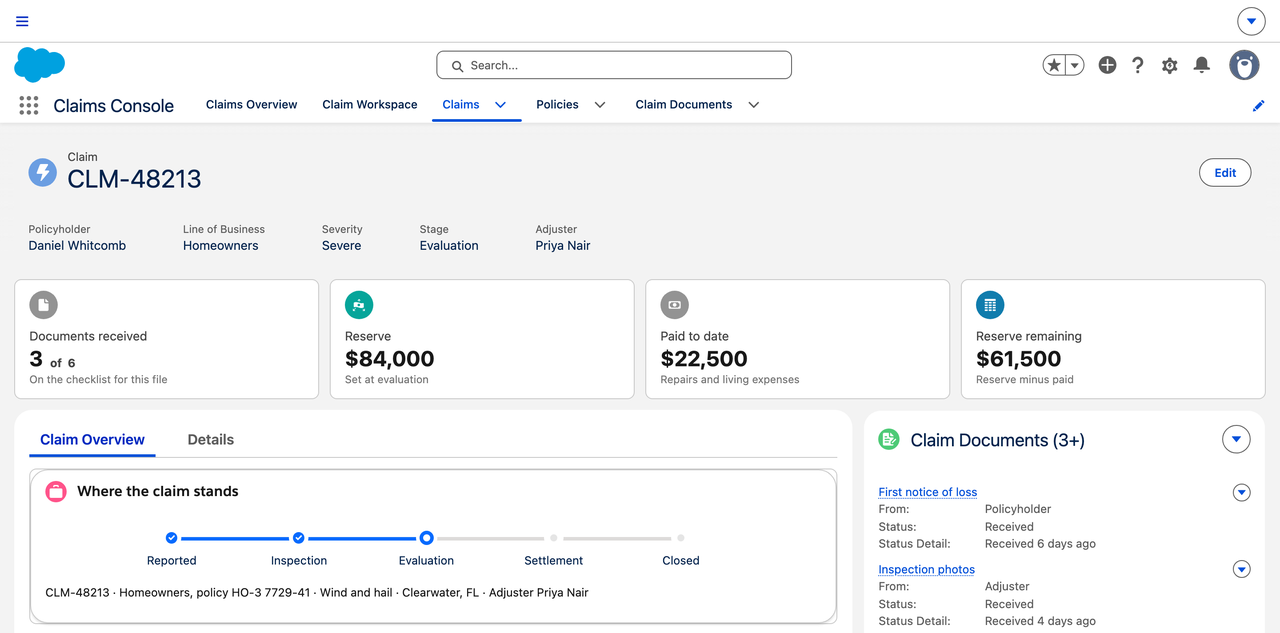 Search...
Claims Console
Claims Overview
Claim Workspace
Claims
Policies
Claim Documents
Claim
CLM-48213
Edit
Policyholder
Daniel Whitcomb
Line of Business
Homeowners
Severity
Severe
Stage
Evaluation
Adjuster
Priya Nair
Documents received
3 of 6
On the checklist for this file
Reserve
$84,000
Set at evaluation
Paid to date
$22,500
Repairs and living expenses
Reserve remaining
$61,500
Reserve minus paid
Claim Overview
Details
Where the claim stands
Reported
Inspection
Evaluation
Settlement
Closed
CLM-48213 · Homeowners, policy HO-3 7729-41 · Wind and hail · Clearwater, FL · Adjuster Priya Nair
Claim Documents (3+)
First notice of loss
From: Policyholder
Status: Received
Status Detail: Received 6 days ago
Inspection photos
From: Adjuster
Status: Received
Status Detail: Received 4 days ago